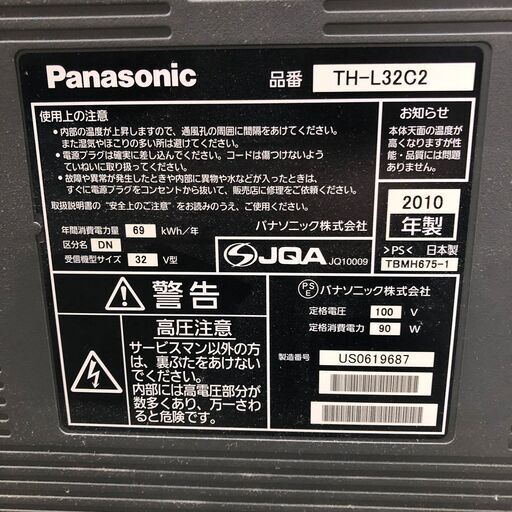 Panasonic
品番 TH-L32C2
使用上の注意
•内部の温度が上昇しますので、通風孔の周囲に間隔をあけてください。
また湿気やほこりの多い所は避けてください。
•電源プラグは確実に差し込んでください。コードは傷つけないよう
ていねいに取り扱ってください。
•故障や異常が発生したときや内部に異物や水などが入ったときは、
すぐに電源プラグをコンセントから抜いて、販売店に修理をご依頼ください。
取扱説明書の"安全上のご注意"をお読みのうえ、ご使用ください。
お知らせ
本体天面の温度が
高くなりますが性
能・品質には問題
ありません。
パナソニック株式会社
2010
年製
>PS< 日本製
TBMH675-1
年間消費電力量 69 kWh/年
区分名 DN
受信機型サイズ 32 V型
JQA JQ10009
警告
高圧注意
サービスマン以外の方
は、裏ぶたをあけない
でください。
内部には高電圧部分が
数多くあり、万一さわ
ると危険です。
PSE パナソニック株式会社
定格電圧 100 V
定格消費電力 90 W
製造番号 US0619687